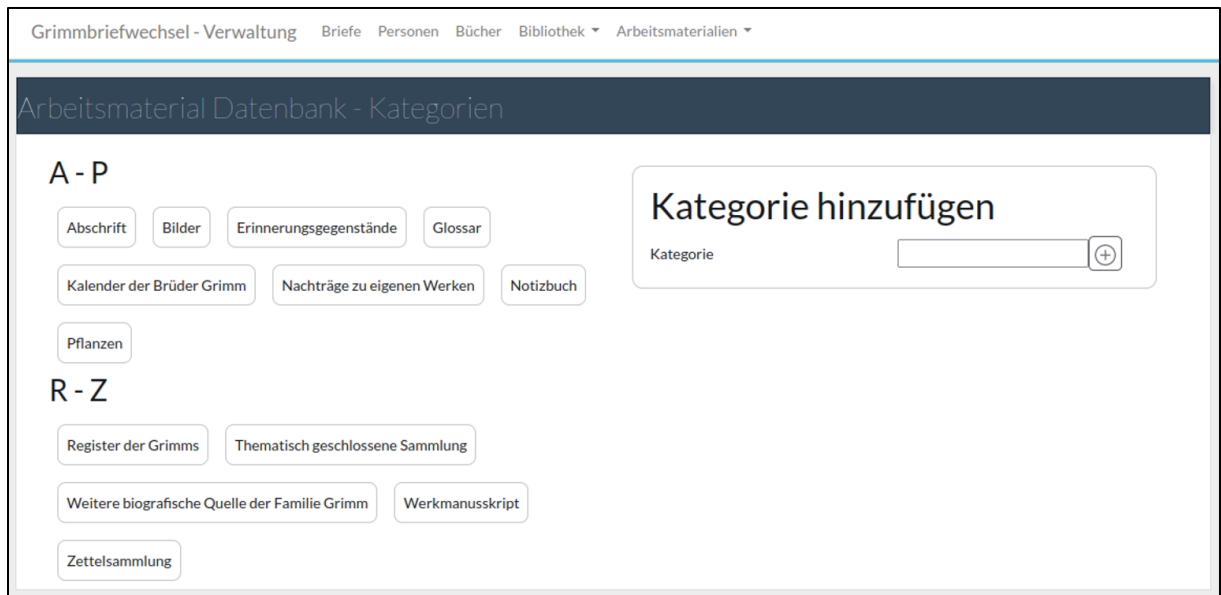 Grimmbriefwechsel - Verwaltung Briefe Personen Bücher Bibliothek Arbeitsmaterialien
Arbeitsmaterial Datenbank - Kategorien
A - P
Abschrift Bilder Erinnerungsgegenstände Glossar
Kalender der Brüder Grimm Nachträge zu eigenen Werken Notizbuch
Pflanzen
R - Z
Register der Grimms Thematisch geschlossene Sammlung
Weitere biografische Quelle der Familie Grimm Werkmanusskript
Zettelsammlung
Kategorie hinzufügen
Kategorie